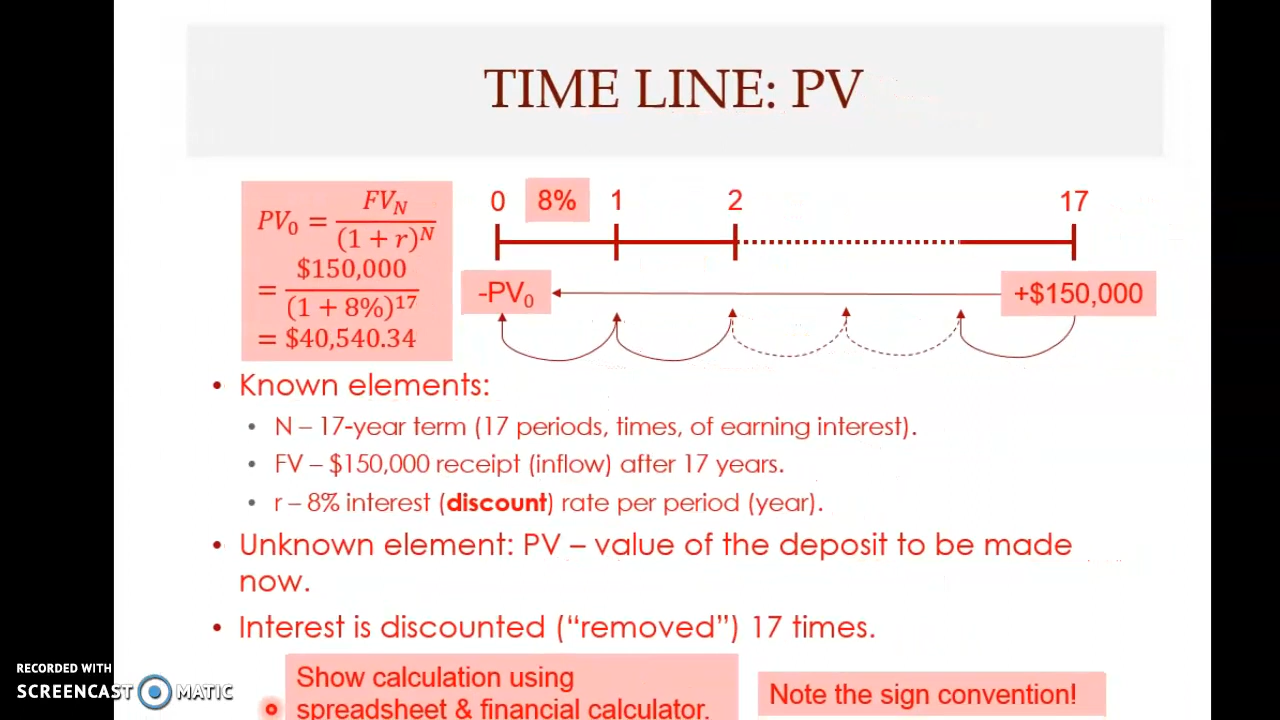 TIME LINE: PV
PV₀ = FV_N / (1 + r)^N
= $150,000 / (1 + 8%)^17
= $40,540.34
0 8% 1 2 17
-PV₀ +$150,000
• Known elements:
• N – 17-year term (17 periods, times, of earning interest).
• FV – $150,000 receipt (inflow) after 17 years.
• r – 8% interest (discount) rate per period (year).
• Unknown element: PV – value of the deposit to be made
now.
• Interest is discounted (“removed”) 17 times.
Show calculation using
spreadsheet & financial calculator.
Note the sign convention!
RECORDED WITH
SCREENCAST MATIC